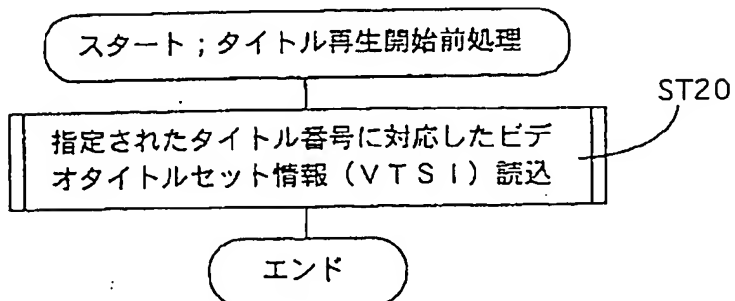 スタート；タイトル再生開始前処理
ST20
指定されたタイトル番号に対応したビデ
オタイトルセット情報（ＶＴＳＩ）読込
エンド